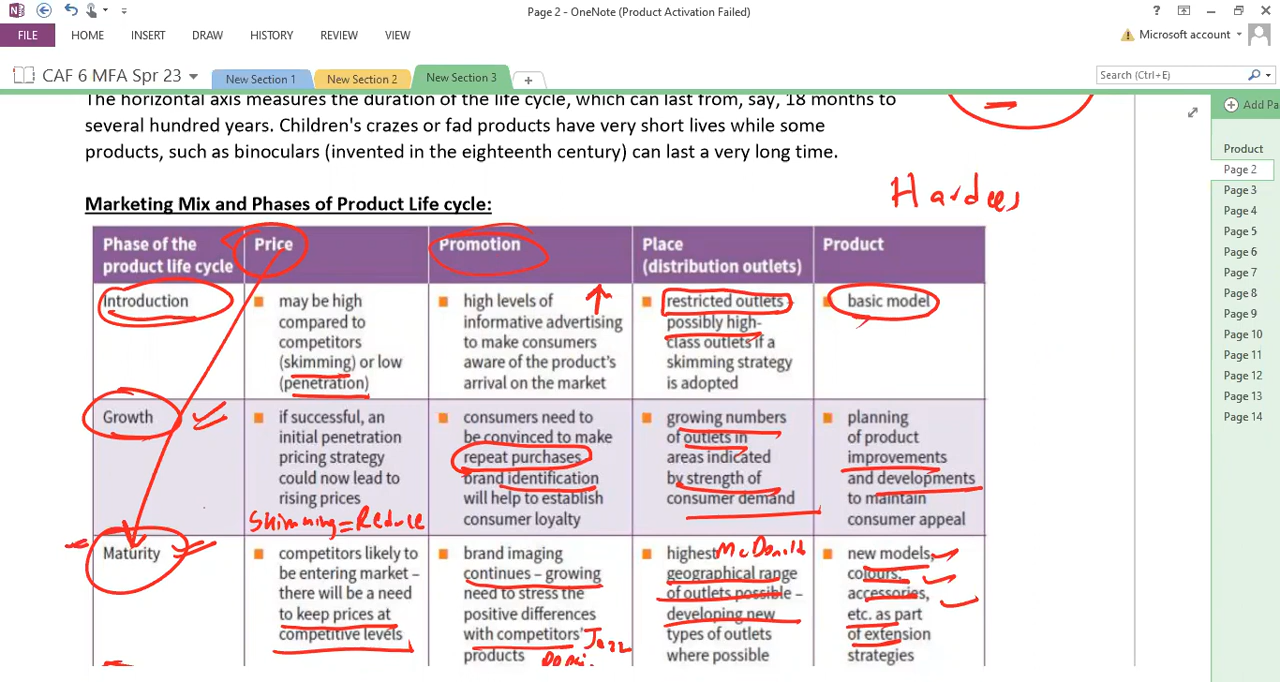 Page 2 - OneNote (Product Activation Failed)
FILE HOME INSERT DRAW HISTORY REVIEW VIEW
Microsoft account
CAF 6 MFA Spr 23
New Section 1
New Section 2
New Section 3
Search (Ctrl+E)
Add Pa
Product
Page 2
Page 3
Page 4
Page 5
Page 6
Page 7
Page 8
Page 9
Page 10
Page 11
Page 12
Page 13
Page 14
The horizontal axis measures the duration of the life cycle, which can last from, say, 18 months to
several hundred years. Children's crazes or fad products have very short lives while some
products, such as binoculars (invented in the eighteenth century) can last a very long time.
Hardees
Marketing Mix and Phases of Product Life cycle:
Phase of the
product life cycle
Price
Promotion
Place
(distribution outlets)
Product
Introduction
may be high
compared to
competitors
(skimming) or low
(penetration)
high levels of
informative advertising
to make consumers
aware of the product's
arrival on the market
restricted outlets
possibly high-
class outlets if a
skimming strategy
is adopted
basic model
Growth
if successful, an
initial penetration
pricing strategy
could now lead to
rising prices
Skimming = Reduce
consumers need to
be convinced to make
repeat purchases
brand identification
will help to establish
consumer loyalty
growing numbers
of outlets in
areas indicated
by strength of
consumer demand
planning
of product
improvements
and developments
to maintain
consumer appeal
Maturity
competitors likely to
be entering market –
there will be a need
to keep prices at
competitive levels
brand imaging
continues – growing
need to stress the
positive differences
with competitors'
products
Jazz
highest
McDonald
geographical range
of outlets possible –
developing new
types of outlets
where possible
new models,
colours,
accessories,
etc. as part
of extension
strategies